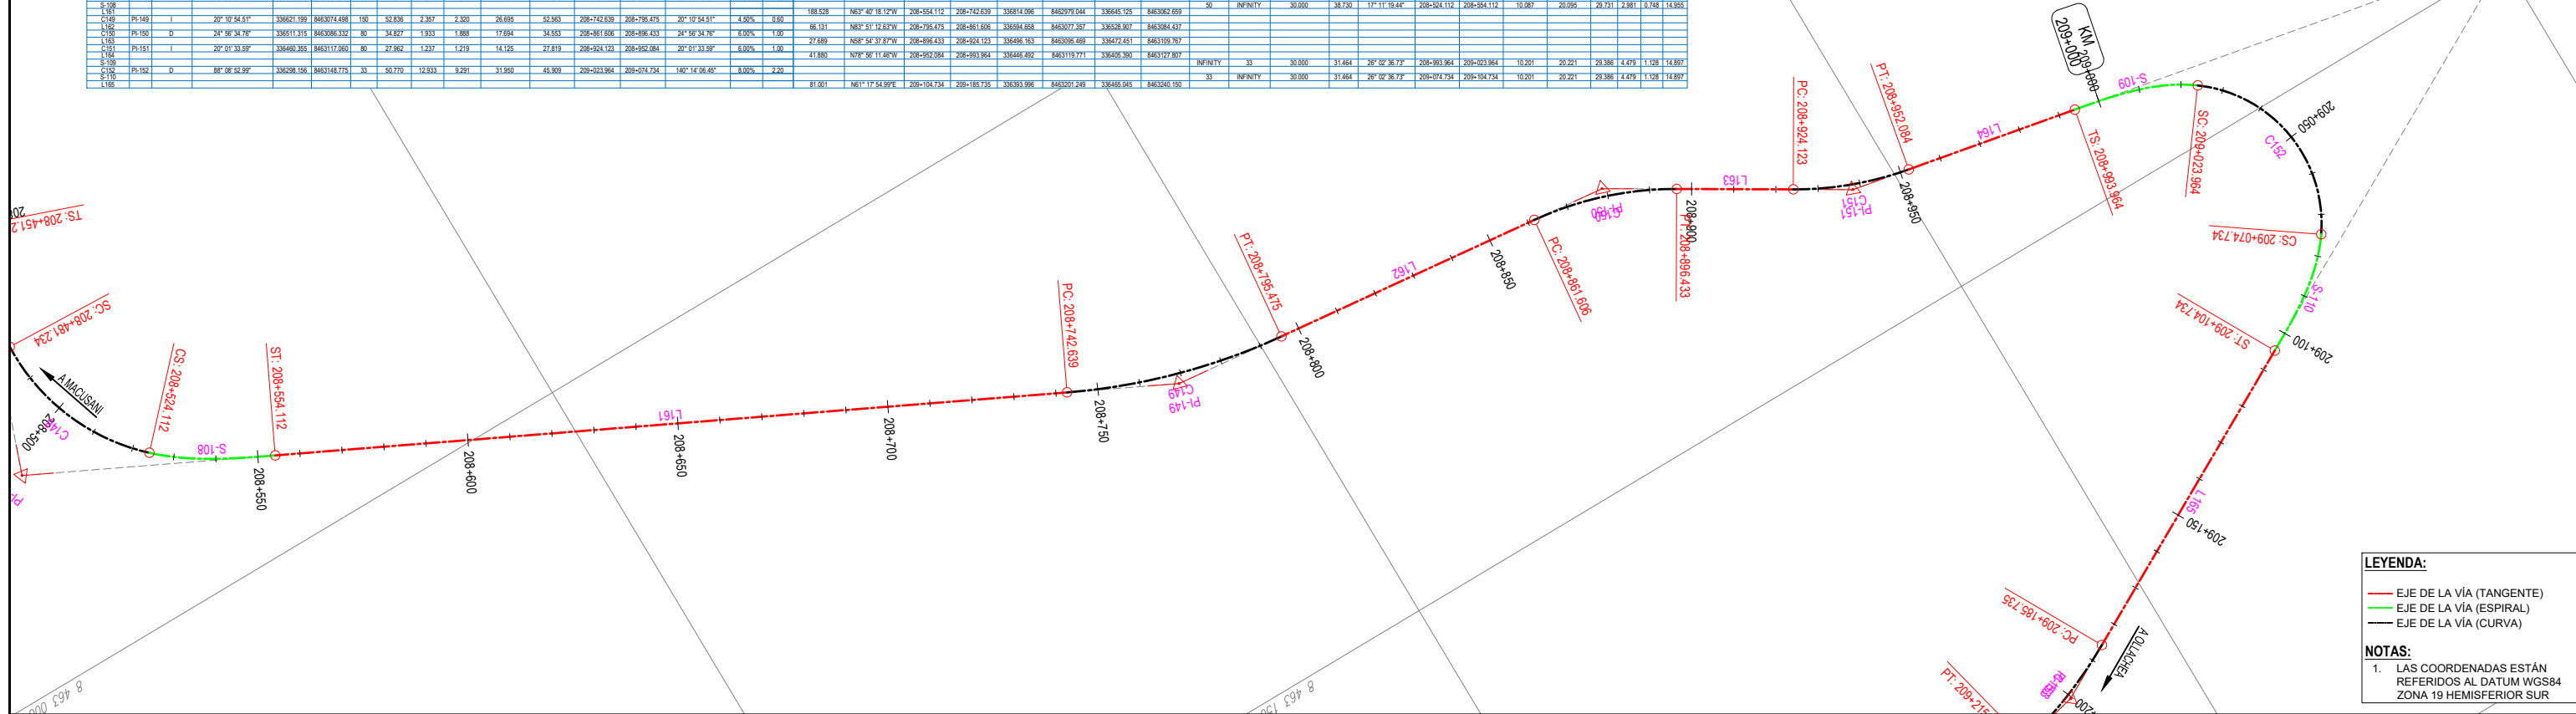 S-108 50 INFINITY 30.000 38.730 17° 11' 19.44" 208+524.112 208+554.112 10.087 20.095 29.731 2.981 0.748 14.955
L161 188.528 N63° 40' 18.12"W 208+554.112 208+742.639 336814.096 8462979.044 336645.125 8463062.659
C149 PI-149 I 20° 10' 54.51" 336621.199 8463074.498 150 52.836 2.357 2.320 26.695 52.563 208+742.639 208+795.475 20° 10' 54.51" 4.50% 0.60
L162 66.131 N83° 51' 12.63"W 208+795.475 208+861.606 336594.658 8463077.357 336528.907 8463084.437
C150 PI-150 D 24° 56' 34.76" 336511.315 8463086.332 80 34.827 1.933 1.888 17.694 34.553 208+861.606 208+896.433 24° 56' 34.76" 6.00% 1.00
L163 27.689 N58° 54' 37.87"W 208+896.433 208+924.123 336496.163 8463095.469 336472.451 8463109.767
C151 PI-151 I 20° 01' 33.59" 336460.355 8463117.060 80 27.962 1.237 1.219 14.125 27.819 208+924.123 208+952.084 20° 01' 33.59" 6.00% 1.00
L164 41.880 N78° 56' 11.46"W 208+952.084 208+993.964 336446.492 8463119.771 336405.390 8463127.807
S-109 INFINITY 33 30.000 31.464 26° 02' 36.73" 208+993.964 209+023.964 10.201 20.221 29.386 4.479 1.128 14.897
C152 PI-152 D 88° 08' 52.99" 336298.156 8463148.775 33 50.770 12.933 9.291 31.950 45.909 209+023.964 209+074.734 140° 14' 06.45" 8.00% 2.20
S-110 33 INFINITY 30.000 31.464 26° 02' 36.73" 209+074.734 209+104.734 10.201 20.221 29.386 4.479 1.128 14.897
L165 81.001 N61° 17' 54.99"E 209+104.734 209+185.735 336393.996 8463201.249 336465.045 8463240.150
TS: 208+451.2
SC: 208+481.234
A MACUSANI
208+500
CS: 208+524.112
S-108
208+550
ST: 208+554.112
208+600
L161
208+650
208+700
PC: 208+742.639
208+750
C149
PI-149
PT: 208+795.475
208+800
L162
208+850
PC: 208+861.606
C150
PI-150
PT: 208+896.433
208+900
L163
PC: 208+924.123
C151
PI-151
PT: 208+952.084
208+950
L164
TS: 208+993.964
KM 209+000
209+000
S-109
SC: 209+023.964
209+050
C152
CS: 209+074.734
S-110
209+100
ST: 209+104.734
L165
209+150
PC: 209+185.735
A OLLACHEA
PT: 209+215
8 463 000
8 463 150
LEYENDA:
EJE DE LA VÍA (TANGENTE)
EJE DE LA VÍA (ESPIRAL)
EJE DE LA VÍA (CURVA)
NOTAS:
1. LAS COORDENADAS ESTÁN
REFERIDOS AL DATUM WGS84
ZONA 19 HEMISFERIOR SUR